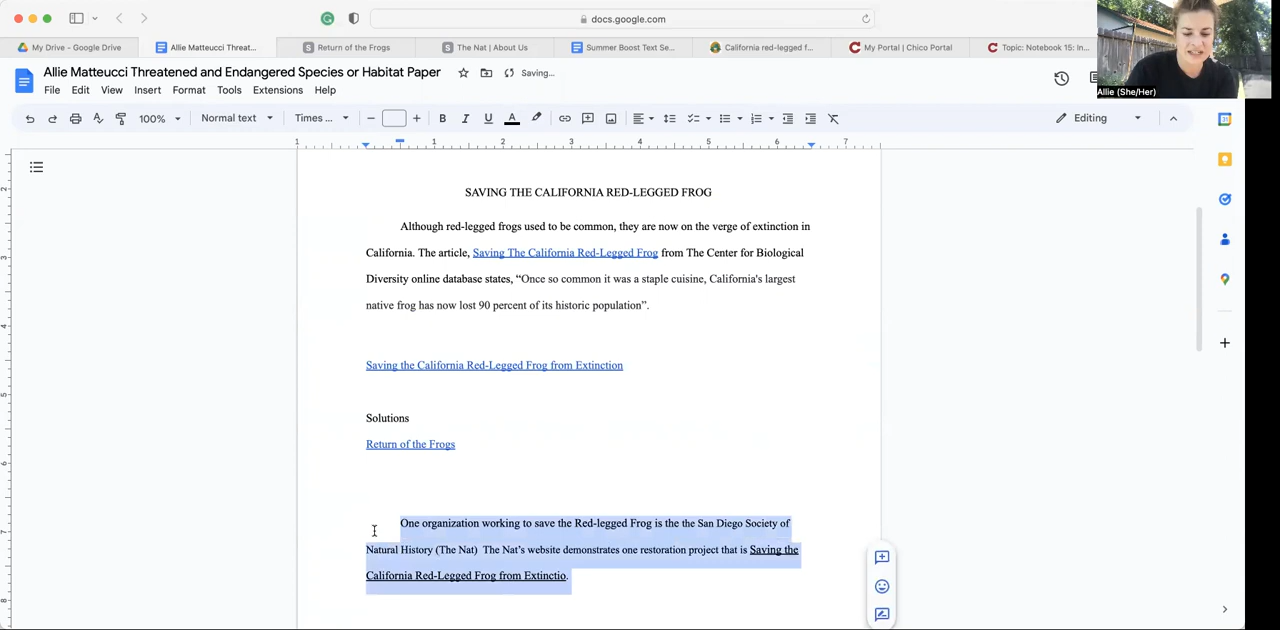 docs.google.com
My Drive - Google Drive
Allie Matteucci Threat...
Return of the Frogs
The Nat | About Us
Summer Boost Text Se...
California red-legged f...
My Portal | Chico Portal
Topic: Notebook 15: In...
Allie (She/Her)
Allie Matteucci Threatened and Endangered Species or Habitat Paper
Saving...
File Edit View Insert Format Tools Extensions Help
100% Normal text Times ... B I U A Editing
1 1 2 3 4 5 6 7
SAVING THE CALIFORNIA RED-LEGGED FROG
Although red-legged frogs used to be common, they are now on the verge of extinction in
California. The article, Saving The California Red-Legged Frog from The Center for Biological
Diversity online database states, “Once so common it was a staple cuisine, California's largest
native frog has now lost 90 percent of its historic population”.
Saving the California Red-Legged Frog from Extinction
Solutions
Return of the Frogs
One organization working to save the Red-legged Frog is the the San Diego Society of
Natural History (The Nat) The Nat’s website demonstrates one restoration project that is Saving the
California Red-Legged Frog from Extinctio.